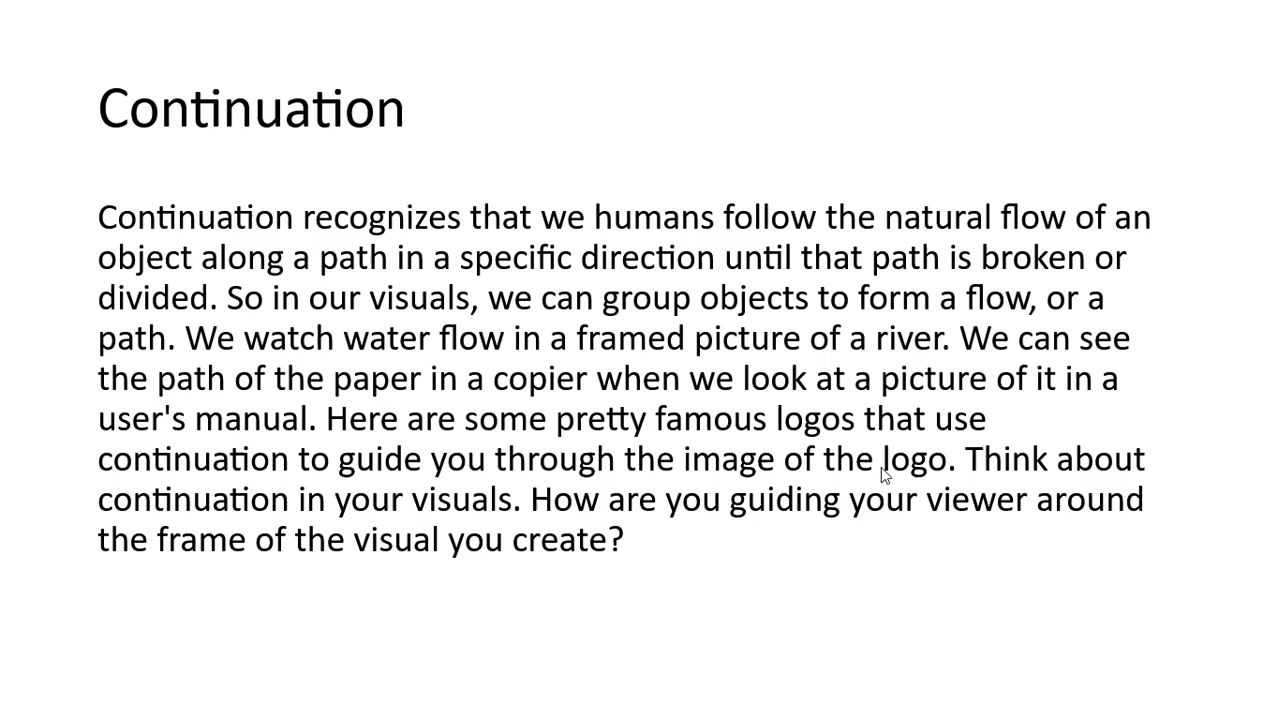 Continuation
Continuation recognizes that we humans follow the natural flow of an
object along a path in a specific direction until that path is broken or
divided. So in our visuals, we can group objects to form a flow, or a
path. We watch water flow in a framed picture of a river. We can see
the path of the paper in a copier when we look at a picture of it in a
user's manual. Here are some pretty famous logos that use
continuation to guide you through the image of the logo. Think about
continuation in your visuals. How are you guiding your viewer around
the frame of the visual you create?